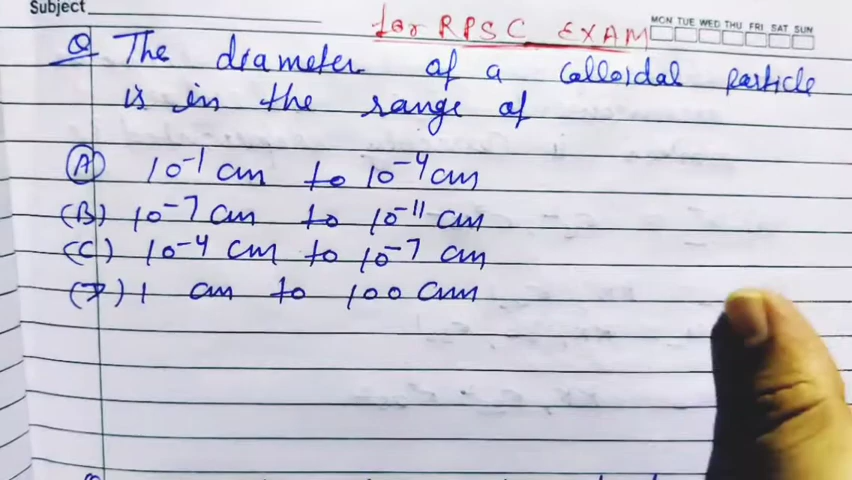 Subject
for RPSC EXAM
MON TUE WED THU FRI SAT SUN
Q The diameter of a Colloidal Particle
is in the range of
(A) 10⁻¹ cm to 10⁻⁴ cm
(B) 10⁻⁷ cm to 10⁻¹¹ cm
(C) 10⁻⁴ cm to 10⁻⁷ cm
(D) 1 cm to 100 cm